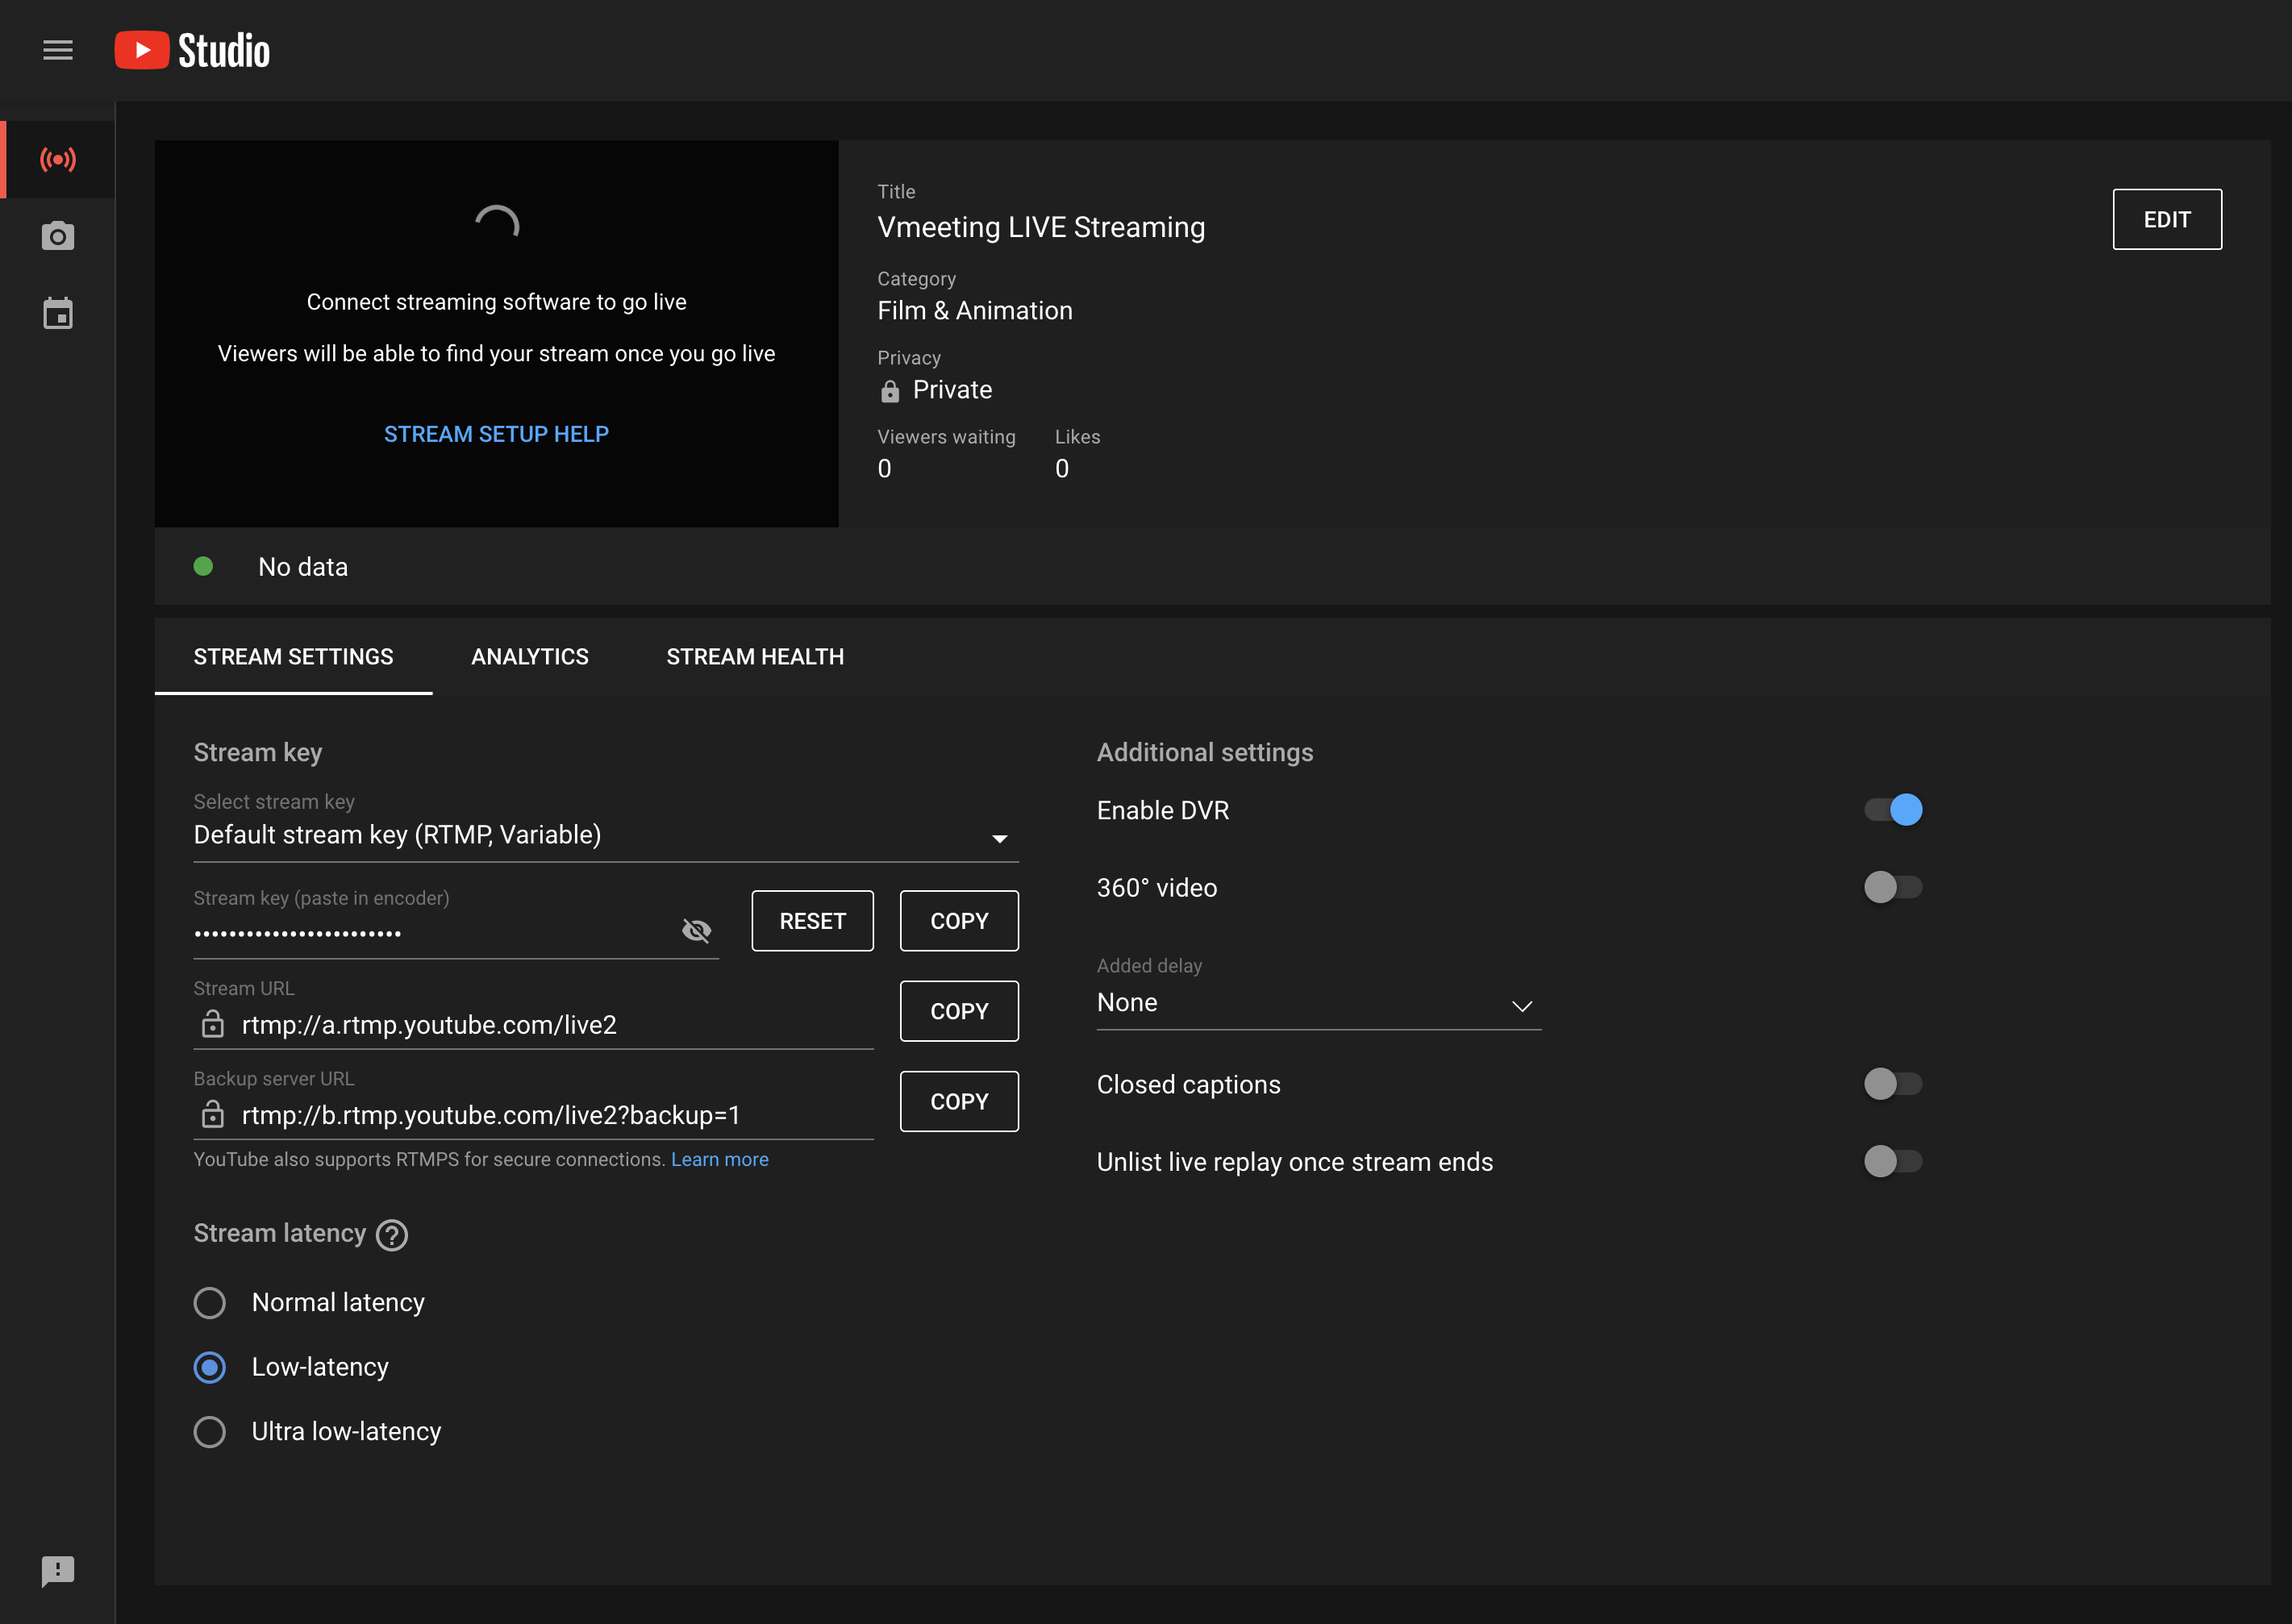 Studio
Connect streaming software to go live
Viewers will be able to find your stream once you go live
STREAM SETUP HELP
Title
Vmeeting LIVE Streaming
EDIT
Category
Film & Animation
Privacy
Private
Viewers waiting Likes
0 0
No data
STREAM SETTINGS ANALYTICS STREAM HEALTH
Stream key
Select stream key
Default stream key (RTMP, Variable)
Stream key (paste in encoder)
••••••••••••••••••••••••
RESET COPY
Stream URL
rtmp://a.rtmp.youtube.com/live2
COPY
Backup server URL
rtmp://b.rtmp.youtube.com/live2?backup=1
COPY
YouTube also supports RTMPS for secure connections. Learn more
Stream latency
Normal latency
Low-latency
Ultra low-latency
Additional settings
Enable DVR
360° video
Added delay
None
Closed captions
Unlist live replay once stream ends